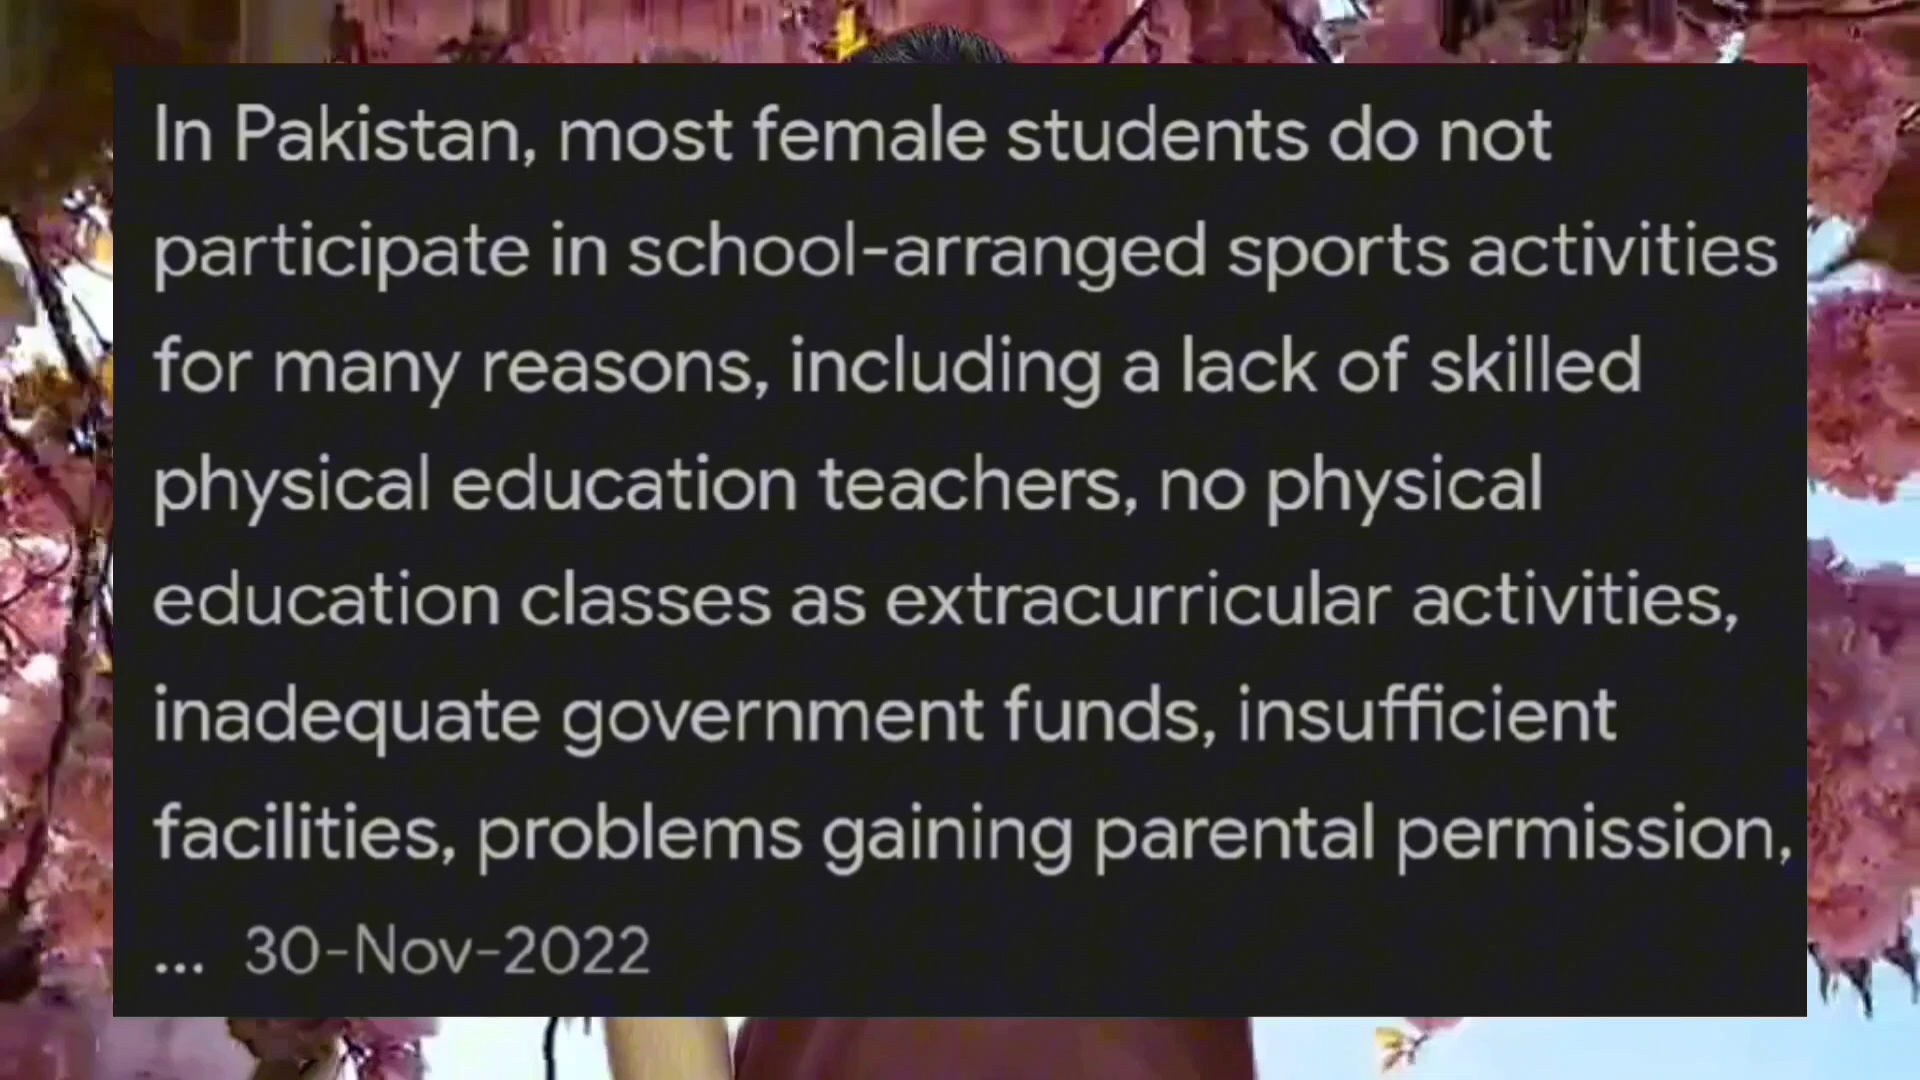 In Pakistan, most female students do not
participate in school-arranged sports activities
for many reasons, including a lack of skilled
physical education teachers, no physical
education classes as extracurricular activities,
inadequate government funds, insufficient
facilities, problems gaining parental permission,
... 30-Nov-2022